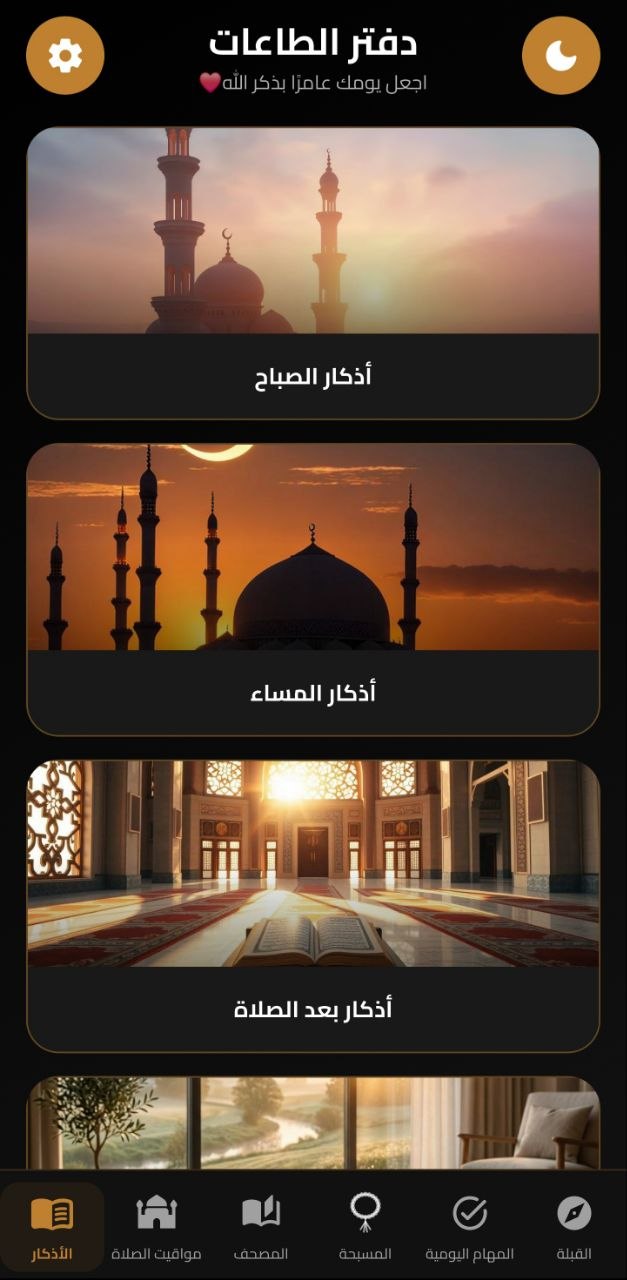 دفتر الطاعات
اجعل يومك عامرًا بذكر الله❤️
أذكار الصباح
أذكار المساء
أذكار بعد الصلاة
القبلة
المهام اليومية
المسبحة
المصحف
مواقيت الصلاة
الأذكار